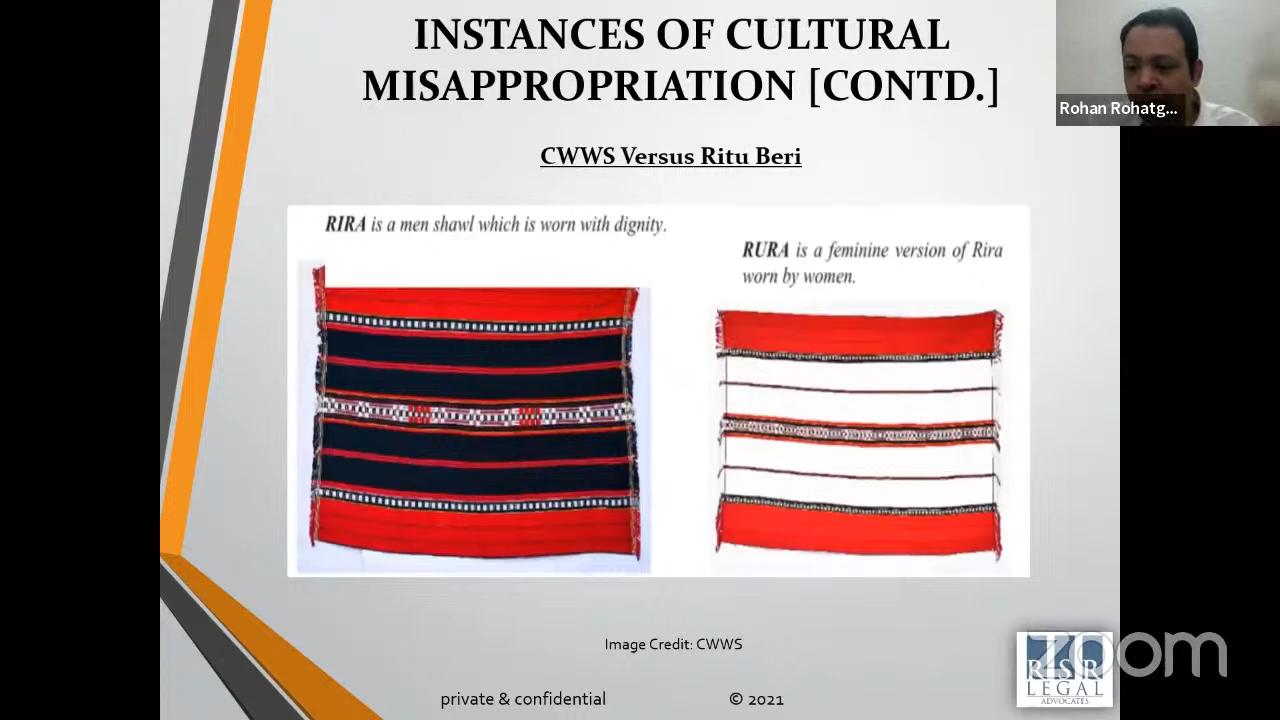 INSTANCES OF CULTURAL
MISAPPROPRIATION [CONTD.]
Rohan Rohatg...
CWWS Versus Ritu Beri
RIRA is a men shawl which is worn with dignity.
RURA is a feminine version of Rira
worn by women.
Image Credit: CWWS
zoom
RSR
LEGAL
ADVOCATES
private & confidential
© 2021